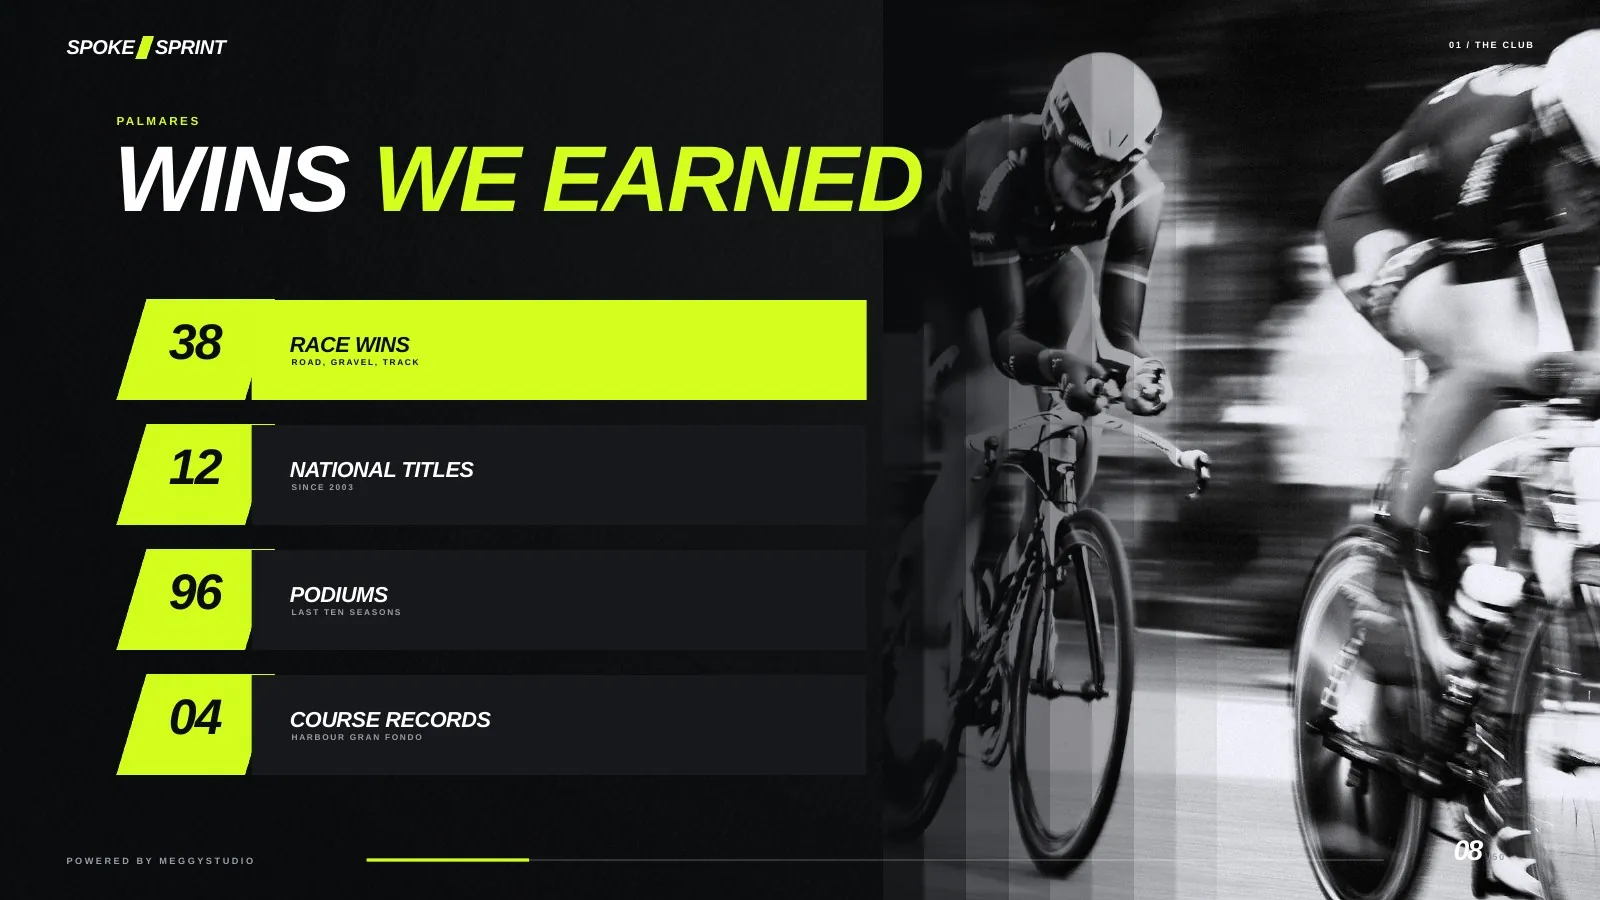 SPOKE SPRINT
01 / THE CLUB
PALMARES
WINS WE EARNED
38
RACE WINS
ROAD, GRAVEL, TRACK
12
NATIONAL TITLES
SINCE 2003
96
PODIUMS
LAST TEN SEASONS
04
COURSE RECORDS
HARBOUR GRAN FONDO
POWERED BY MEGGYSTUDIO
08 / 50